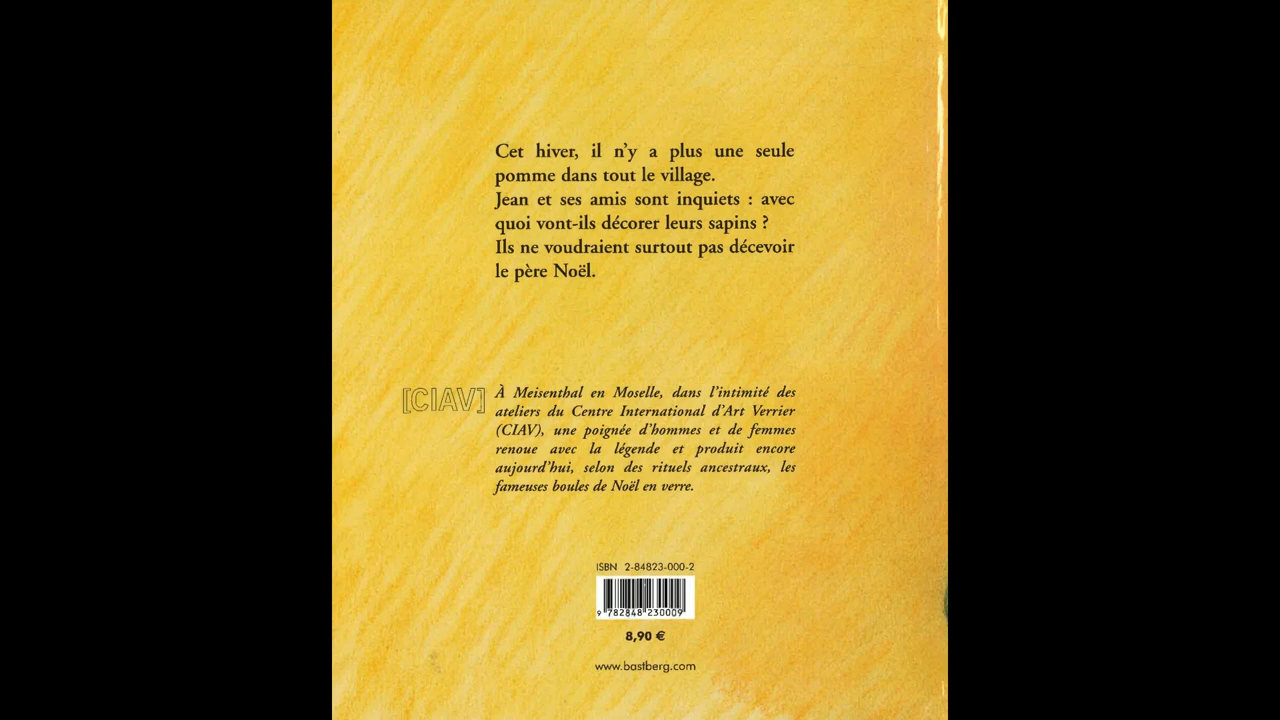 Cet hiver, il n'y a plus une seule
pomme dans tout le village.
Jean et ses amis sont inquiets : avec
quoi vont-ils décorer leurs sapins ?
Ils ne voudraient surtout pas décevoir
le père Noël.
[CIAV]
À Meisenthal en Moselle, dans l'intimité des
ateliers du Centre International d'Art Verrier
(CIAV), une poignée d'hommes et de femmes
renoue avec la légende et produit encore
aujourd'hui, selon des rituels ancestraux, les
fameuses boules de Noël en verre.
ISBN 2-84823-000-2
9 782848 230009
8,90 €
www.bastberg.com